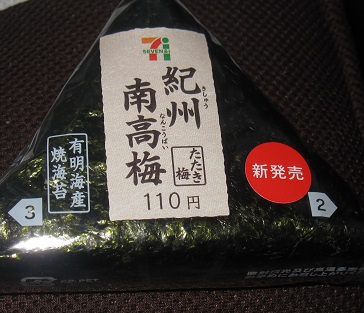 7
SEVEN&i
紀州
きしゅう
南高梅
なんこうばい
たたき
梅
110円
有明海産
焼海苔
新発売
3
2